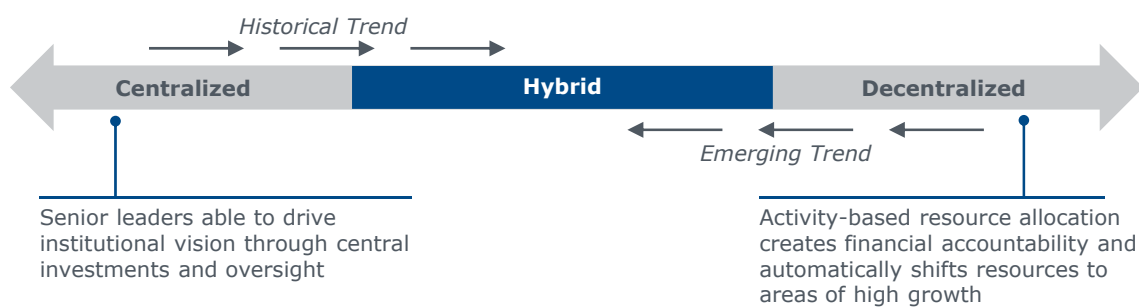 Historical Trend
Centralized
Hybrid
Decentralized
Emerging Trend
Senior leaders able to drive
institutional vision through central
investments and oversight
Activity-based resource allocation
creates financial accountability and
automatically shifts resources to
areas of high growth